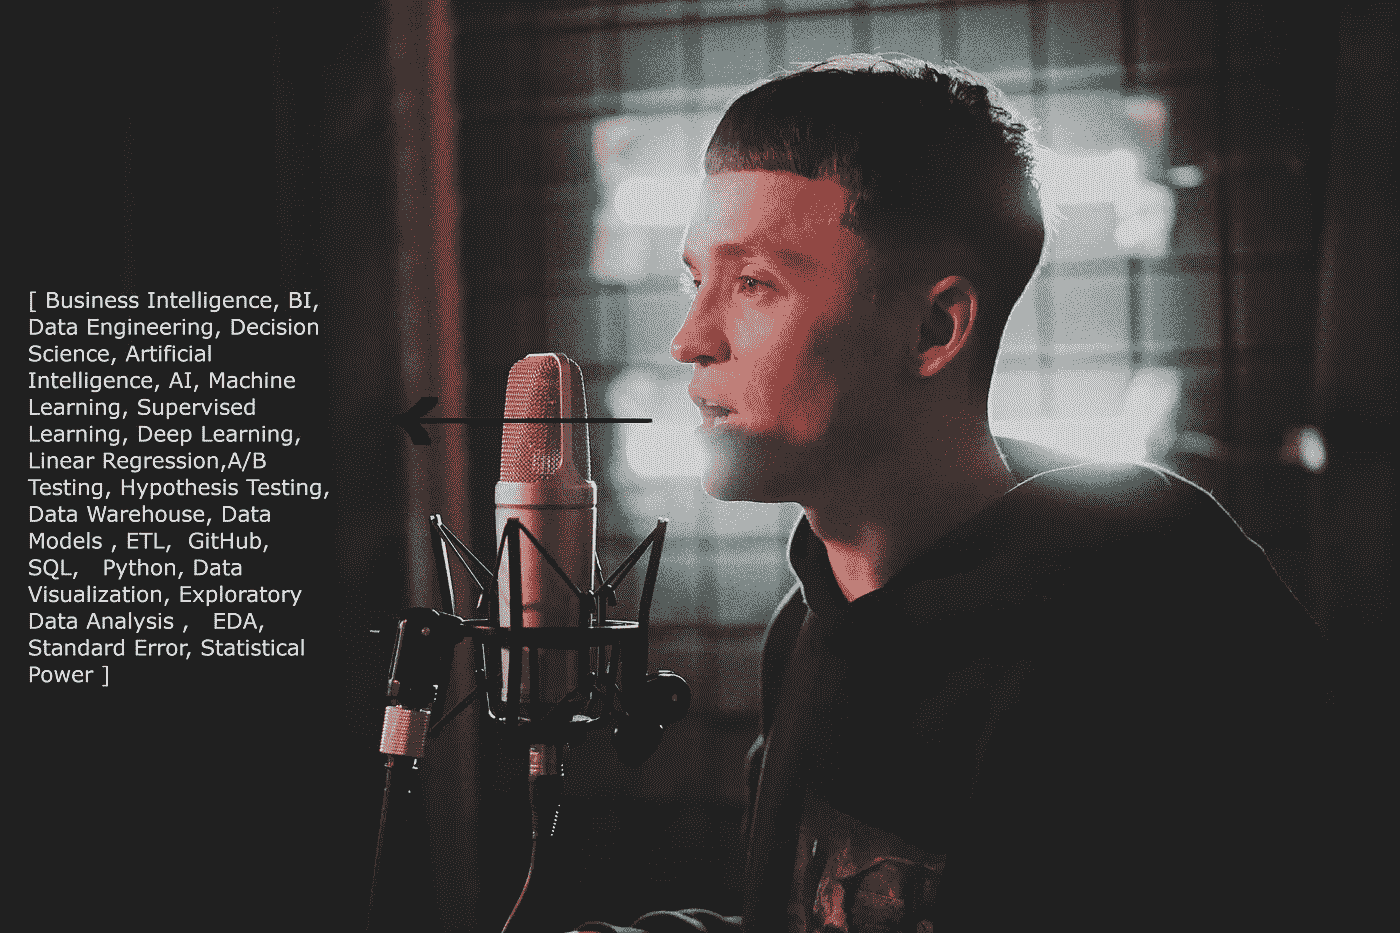 [ Business Intelligence, BI,
Data Engineering, Decision
Science, Artificial
Intelligence, AI, Machine
Learning, Supervised
Learning, Deep Learning,
Linear Regression,A/B
Testing, Hypothesis Testing,
Data Warehouse, Data
Models , ETL,  GitHub,
SQL,   Python, Data
Visualization, Exploratory
Data Analysis ,   EDA,
Standard Error, Statistical
Power ]